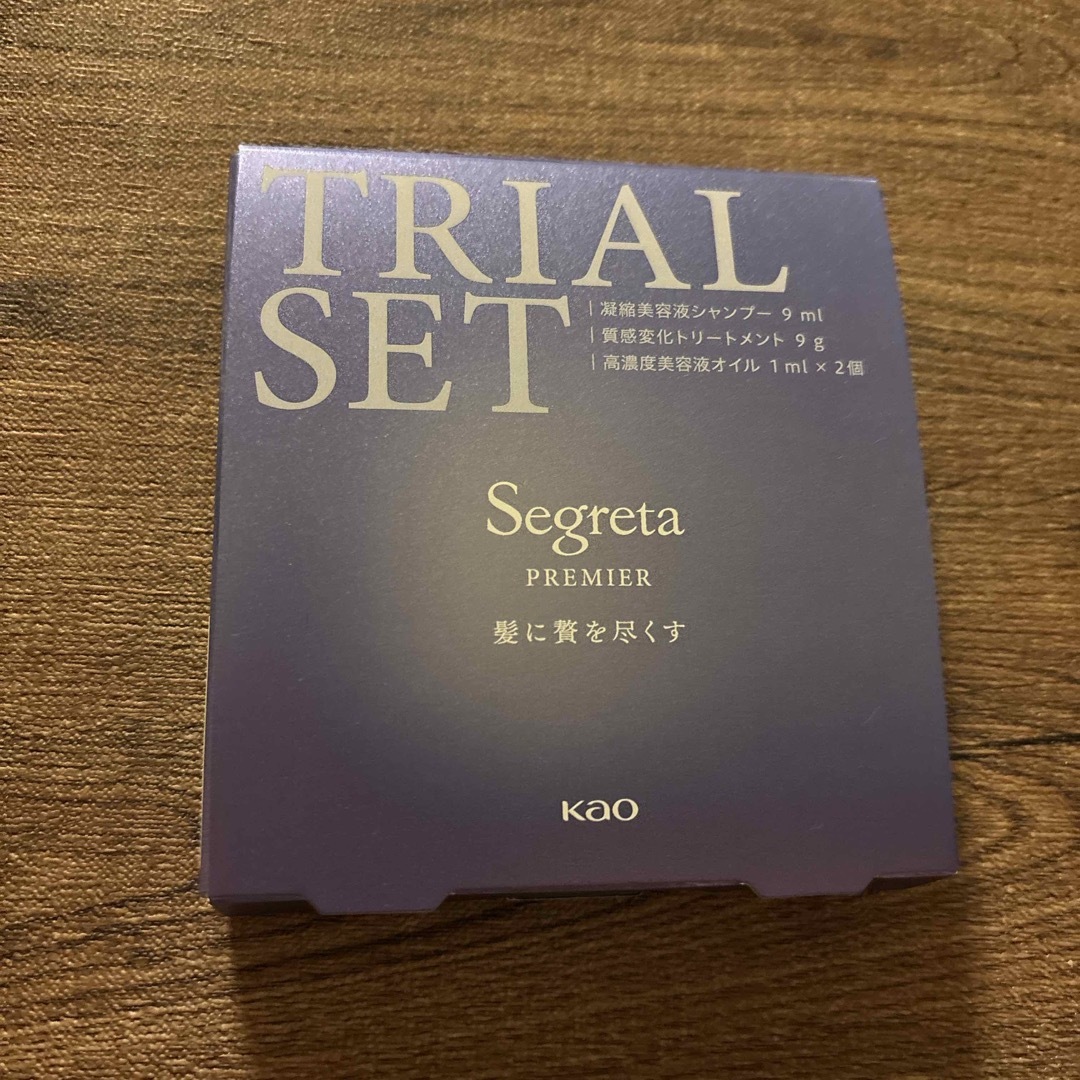 TRIAL
SET
凝縮美容液シャンプー 9 ml
質感変化トリートメント 9 g
高濃度美容液オイル 1ml × 2個
Segreta
PREMIER
髪に贅を尽くす
Kao